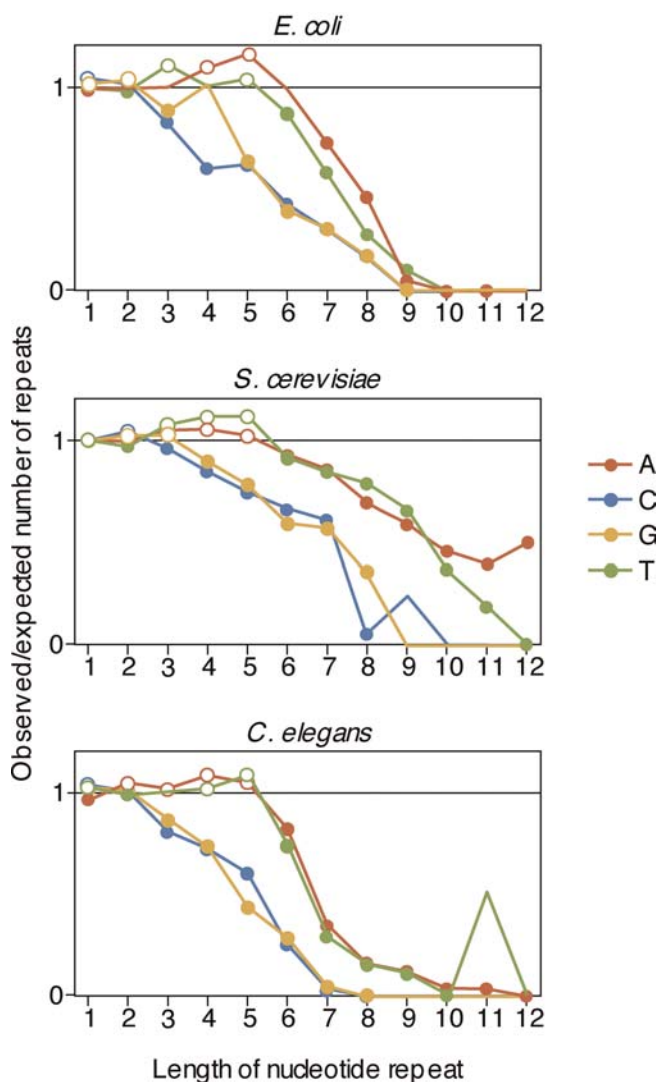 E. coli
1
0
1 2 3 4 5 6 7 8 9 10 11 12
S. cerevisiae
1
0
1 2 3 4 5 6 7 8 9 10 11 12
C. elegans
1
0
1 2 3 4 5 6 7 8 9 10 11 12
Length of nucleotide repeat
Observed/expected number of repeats
A
C
G
T